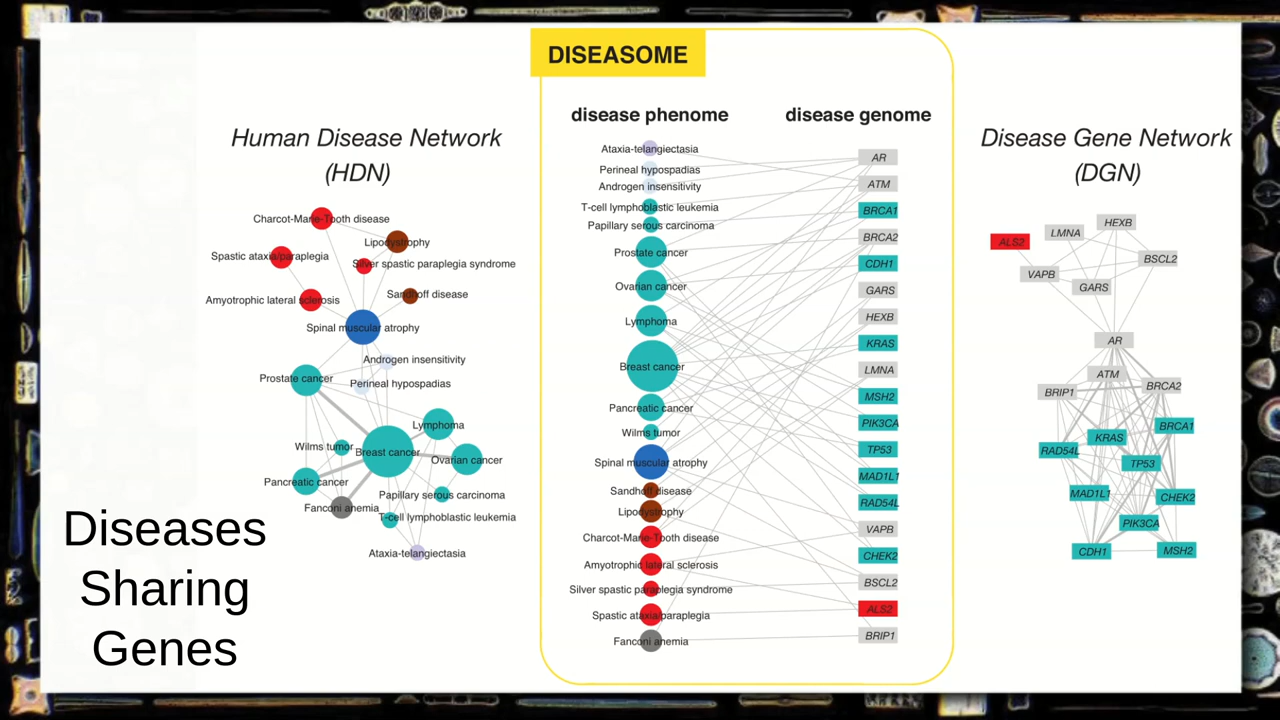 DISEASOME
Human Disease Network
(HDN)
Charcot-Marie-Tooth disease
Lipodystrophy
Spastic ataxia/paraplegia
Silver spastic paraplegia syndrome
Amyotrophic lateral sclerosis
Sandhoff disease
Spinal muscular atrophy
Androgen insensitivity
Prostate cancer
Perineal hypospadias
Lymphoma
Wilms tumor
Breast cancer
Ovarian cancer
Pancreatic cancer
Papillary serous carcinoma
Fanconi anemia
T-cell lymphoblastic leukemia
Ataxia-telangiectasia
Diseases
Sharing
Genes
disease phenome
Ataxia-telangiectasia
Perineal hypospadias
Androgen insensitivity
T-cell lymphoblastic leukemia
Papillary serous carcinoma
Prostate cancer
Ovarian cancer
Lymphoma
Breast cancer
Pancreatic cancer
Wilms tumor
Spinal muscular atrophy
Sandhoff disease
Lipodystrophy
Charcot-Marie-Tooth disease
Amyotrophic lateral sclerosis
Silver spastic paraplegia syndrome
Spastic ataxia/paraplegia
Fanconi anemia
disease genome
AR
ATM
BRCA1
BRCA2
CDH1
GARS
HEXB
KRAS
LMNA
MSH2
PIK3CA
TP53
MAD1L1
RAD54L
VAPB
CHEK2
BSCL2
ALS2
BRIP1
Disease Gene Network
(DGN)
HEXB
LMNA
ALS2
BSCL2
VAPB
GARS
AR
ATM
BRIP1
BRCA2
BRCA1
KRAS
RAD54L
TP53
MAD1L1
CHEK2
PIK3CA
CDH1
MSH2